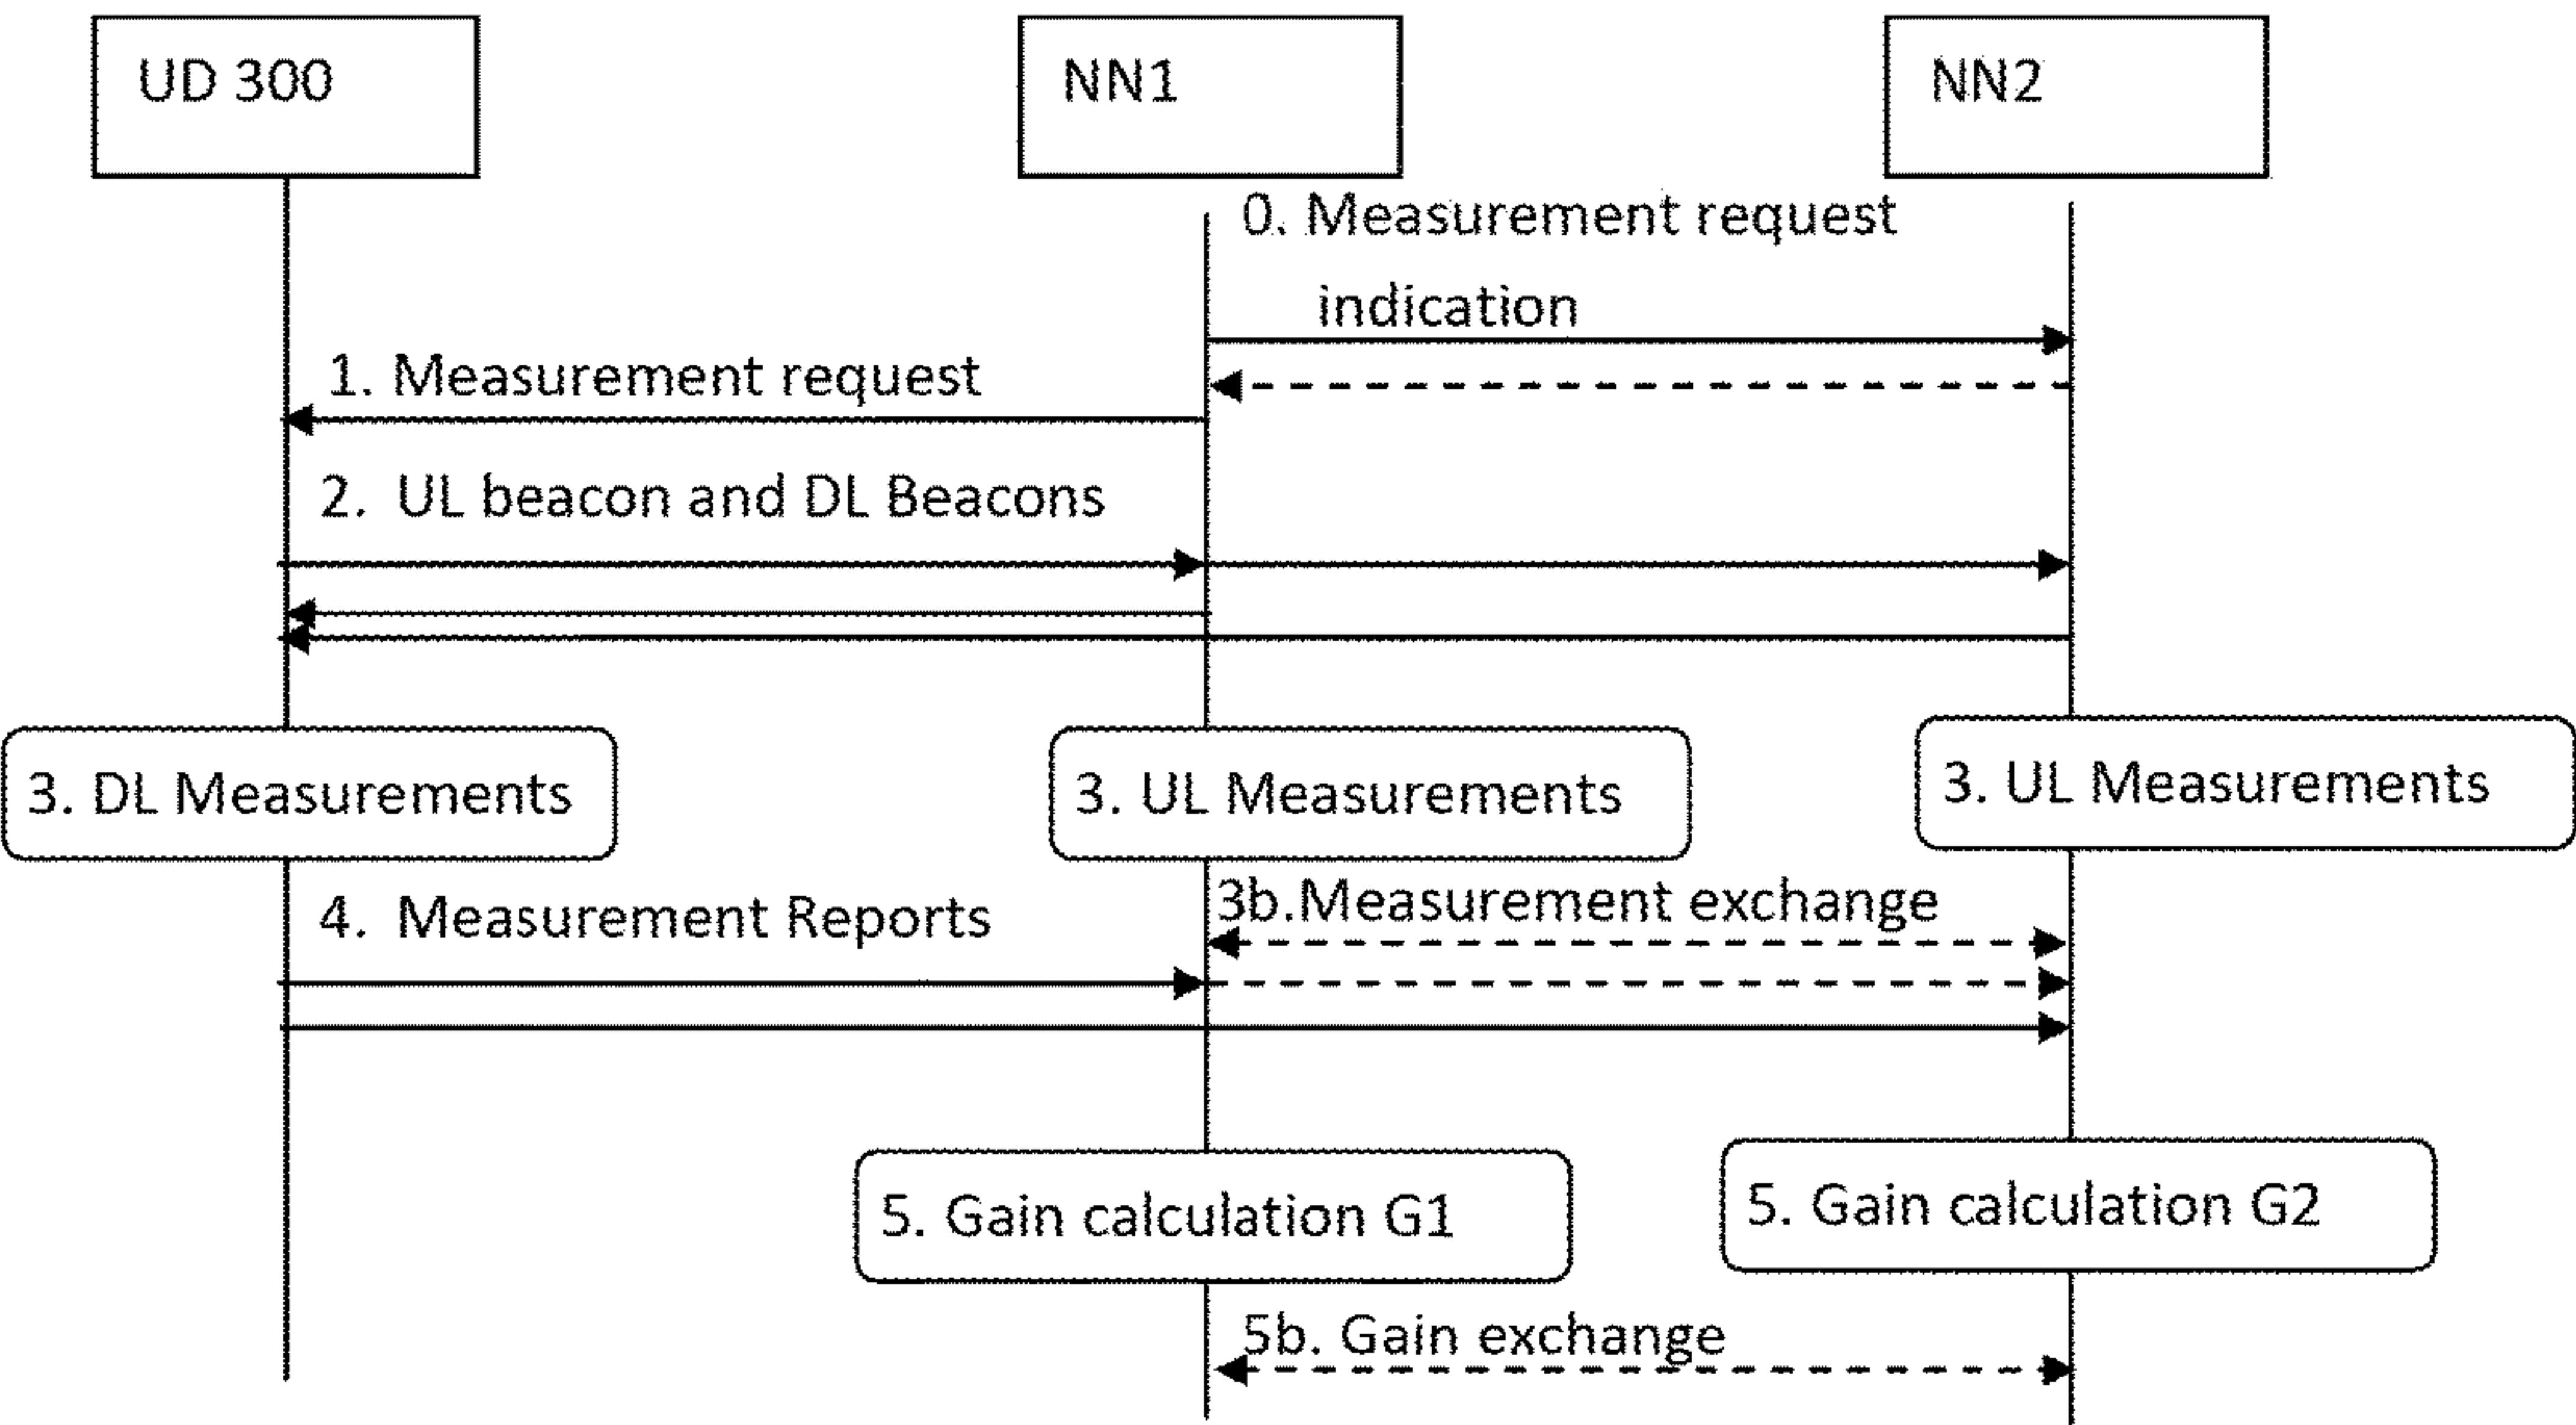 UD 300
NN1
NN2
0. Measurement request
indication
1. Measurement request
2. UL beacon and DL Beacons
3. DL Measurements
3. UL Measurements
3. UL Measurements
3b.Measurement exchange
4. Measurement Reports
5. Gain calculation G1
5. Gain calculation G2
5b. Gain exchange